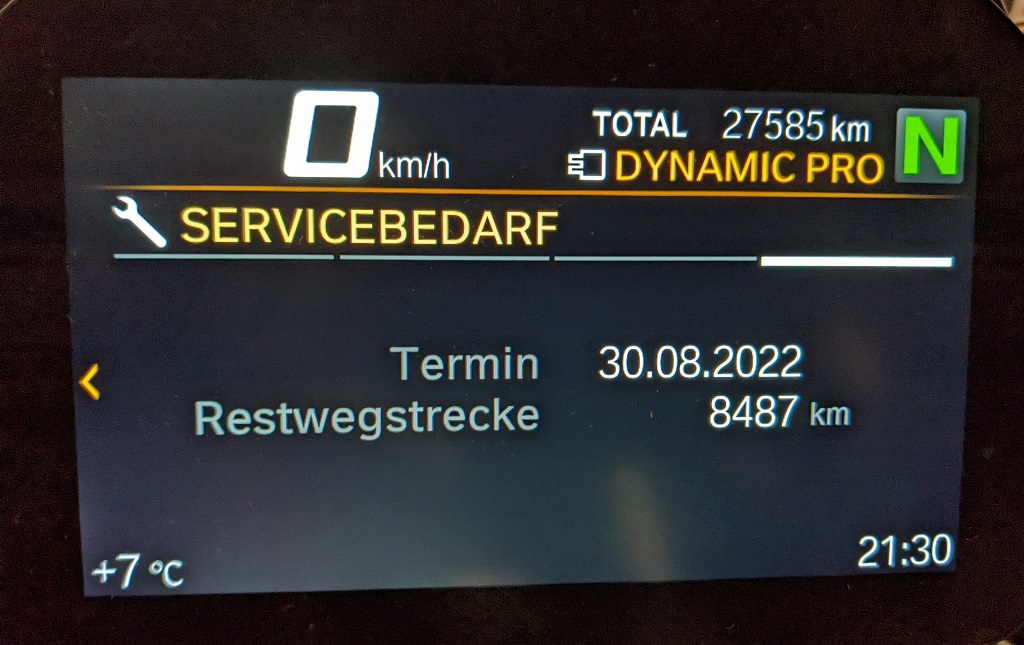 0 km/h TOTAL 27585 km N
DYNAMIC PRO
SERVICEBEDARF
Termin 30.08.2022
Restwegstrecke 8487 km
+7 °C 21:30